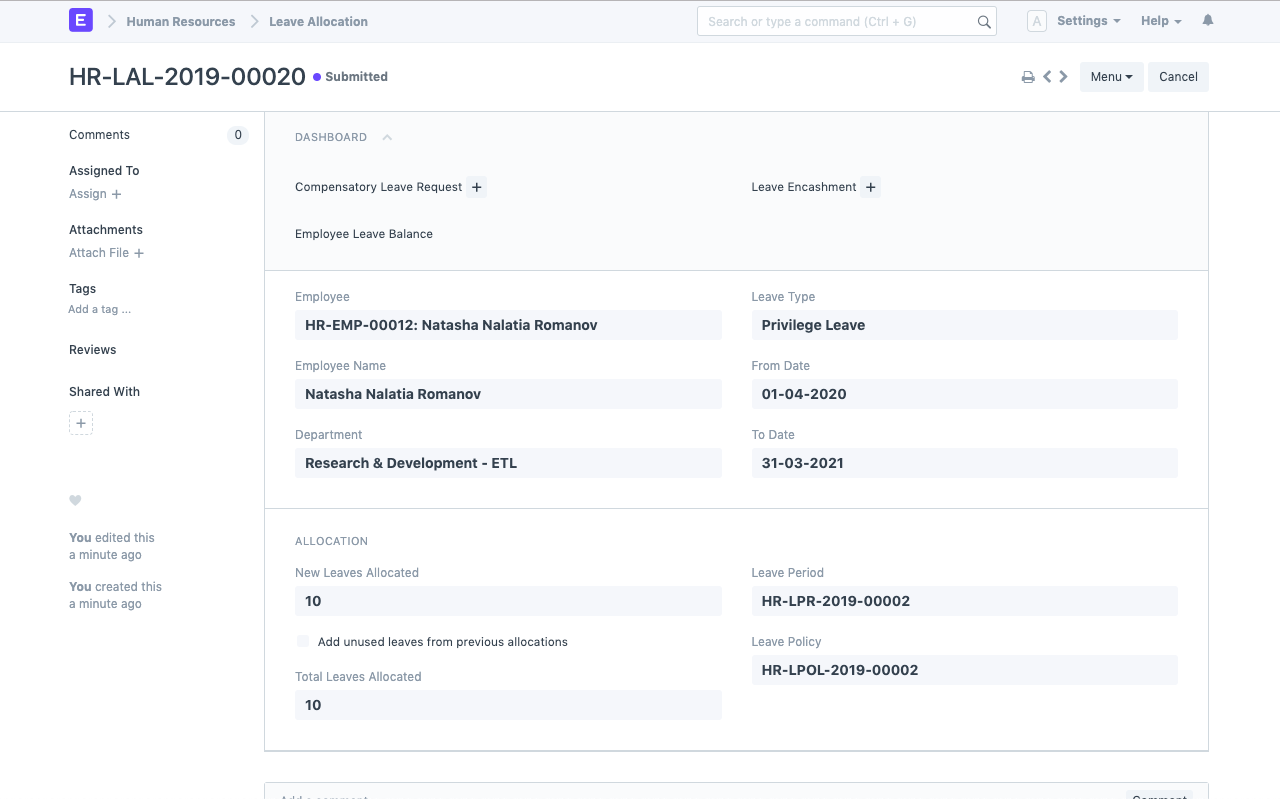 E
Human Resources
Leave Allocation
Search or type a command (Ctrl + G)
A
Settings
Help
HR-LAL-2019-00020
Submitted
Menu
Cancel
Comments
0
Assigned To
Assign +
Attachments
Attach File +
Tags
Add a tag ...
Reviews
Shared With
+
You edited this
a minute ago
You created this
a minute ago
DASHBOARD
Compensatory Leave Request +
Leave Encashment +
Employee Leave Balance
Employee
HR-EMP-00012: Natasha Nalatia Romanov
Leave Type
Privilege Leave
Employee Name
Natasha Nalatia Romanov
From Date
01-04-2020
Department
Research & Development - ETL
To Date
31-03-2021
ALLOCATION
New Leaves Allocated
10
Leave Period
HR-LPR-2019-00002
Add unused leaves from previous allocations
Leave Policy
HR-LPOL-2019-00002
Total Leaves Allocated
10
Add a comment
Comment